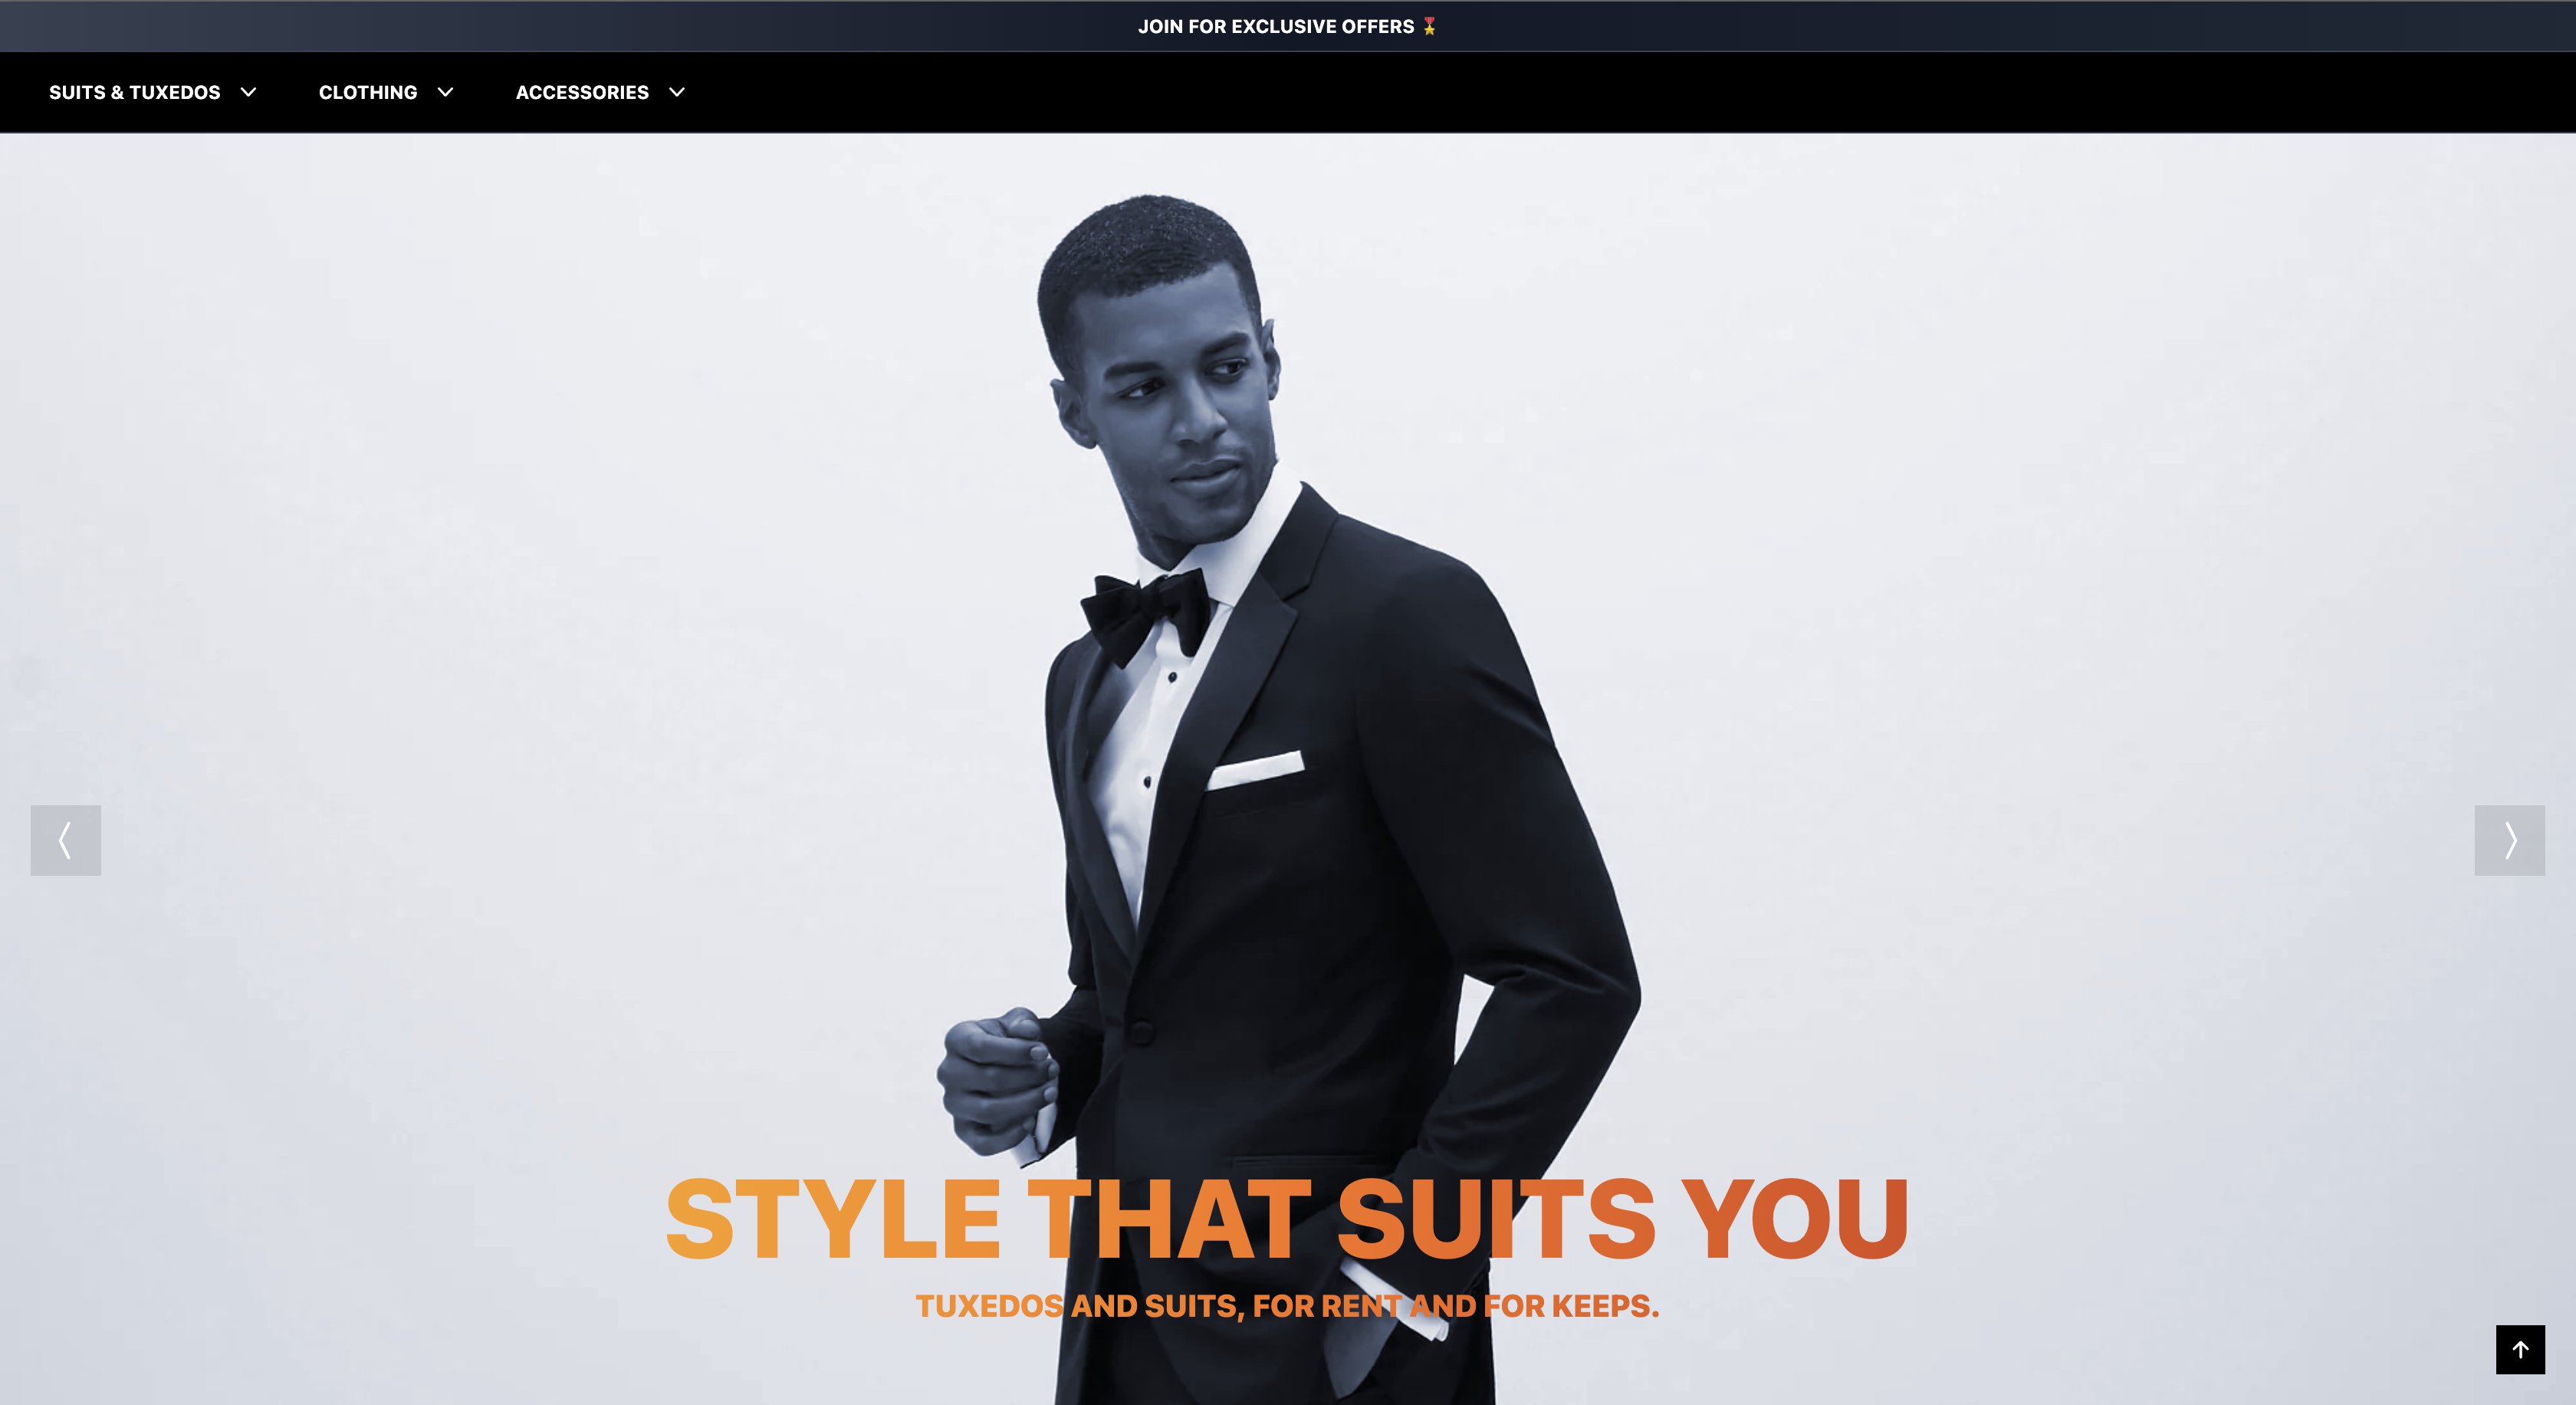 JOIN FOR EXCLUSIVE OFFERS 🎖️
SUITS & TUXEDOS
CLOTHING
ACCESSORIES
STYLE THAT SUITS YOU
TUXEDOS AND SUITS, FOR RENT AND FOR KEEPS.